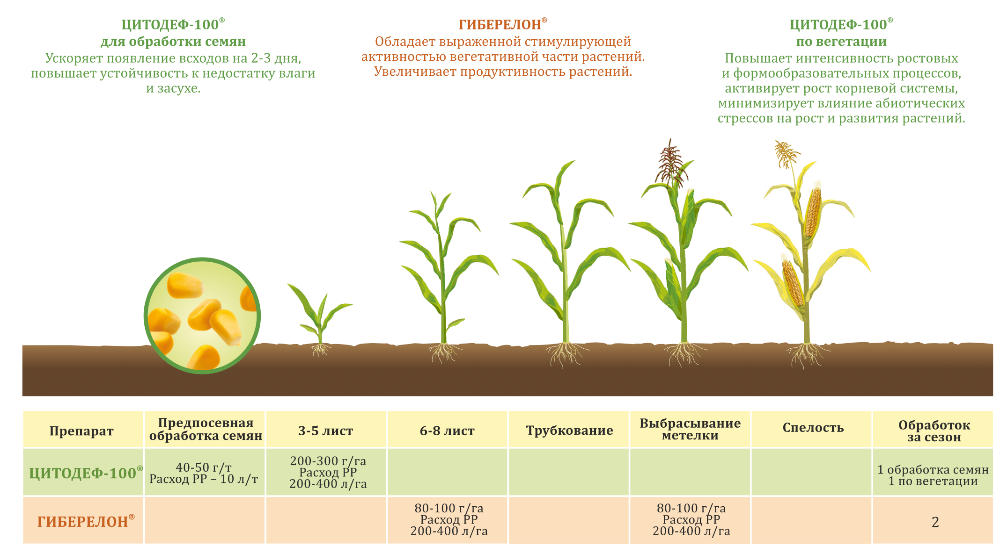 ЦИТОДЕФ-100®
для обработки семян
Ускоряет появление всходов на 2-3 дня,
повышает устойчивость к недостатку влаги
и засухе.
ГИБЕРЕЛОН®
Обладает выраженной стимулирующей
активностью вегетативной части растений.
Увеличивает продуктивность растений.
ЦИТОДЕФ-100®
по вегетации
Повышает интенсивность ростовых
и формообразовательных процессов,
активирует рост корневой системы,
минимизирует влияние абиотических
стрессов на рост и развития растений.
Препарат
Предпосевная
обработка семян
3-5 лист
6-8 лист
Трубкование
Выбрасывание
метелки
Спелость
Обработок
за сезон
ЦИТОДЕФ-100®
40-50 г/т
Расход РР – 10 л/т
200-300 г/га
Расход РР
200-400 л/га
1 обработка семян
1 по вегетации
ГИБЕРЕЛОН®
80-100 г/га
Расход РР
200-400 л/га
80-100 г/га
Расход РР
200-400 л/га
2